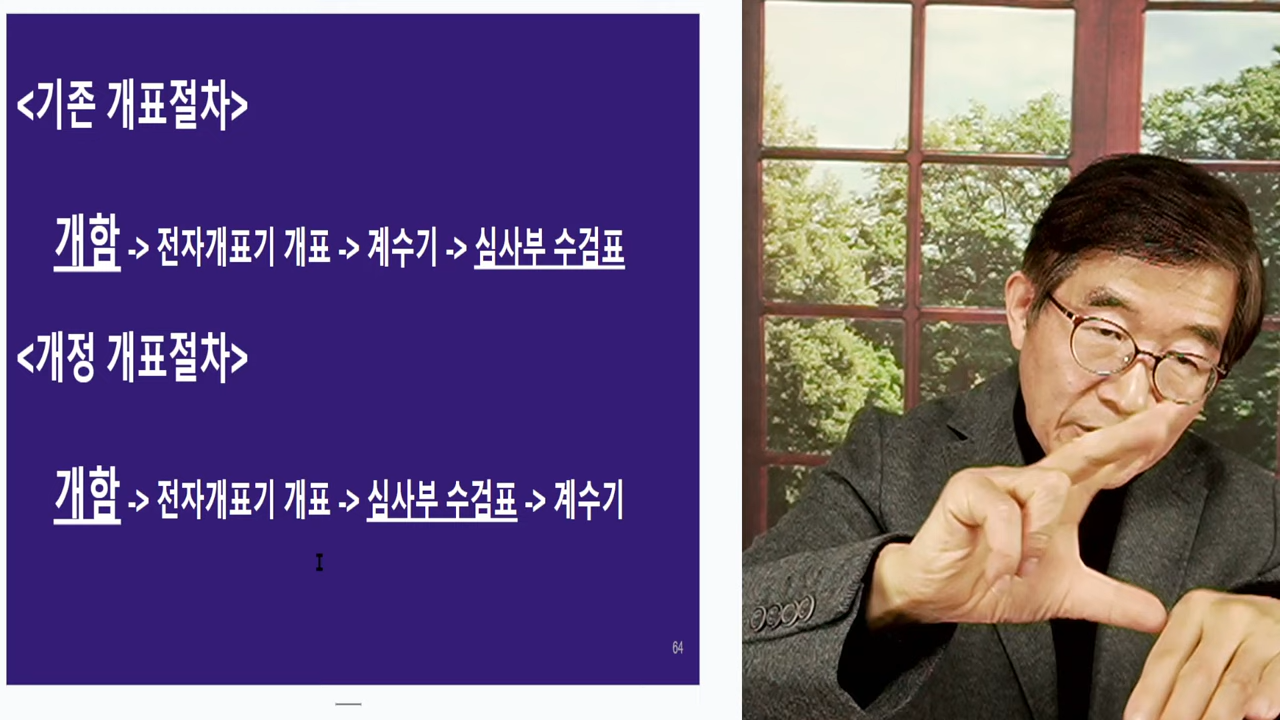 <기존 개표절차>
개함 -> 전자개표기 개표 -> 계수기 -> 심사부 수검표
<개정 개표절차>
개함 -> 전자개표기 개표 -> 심사부 수검표 -> 계수기
64